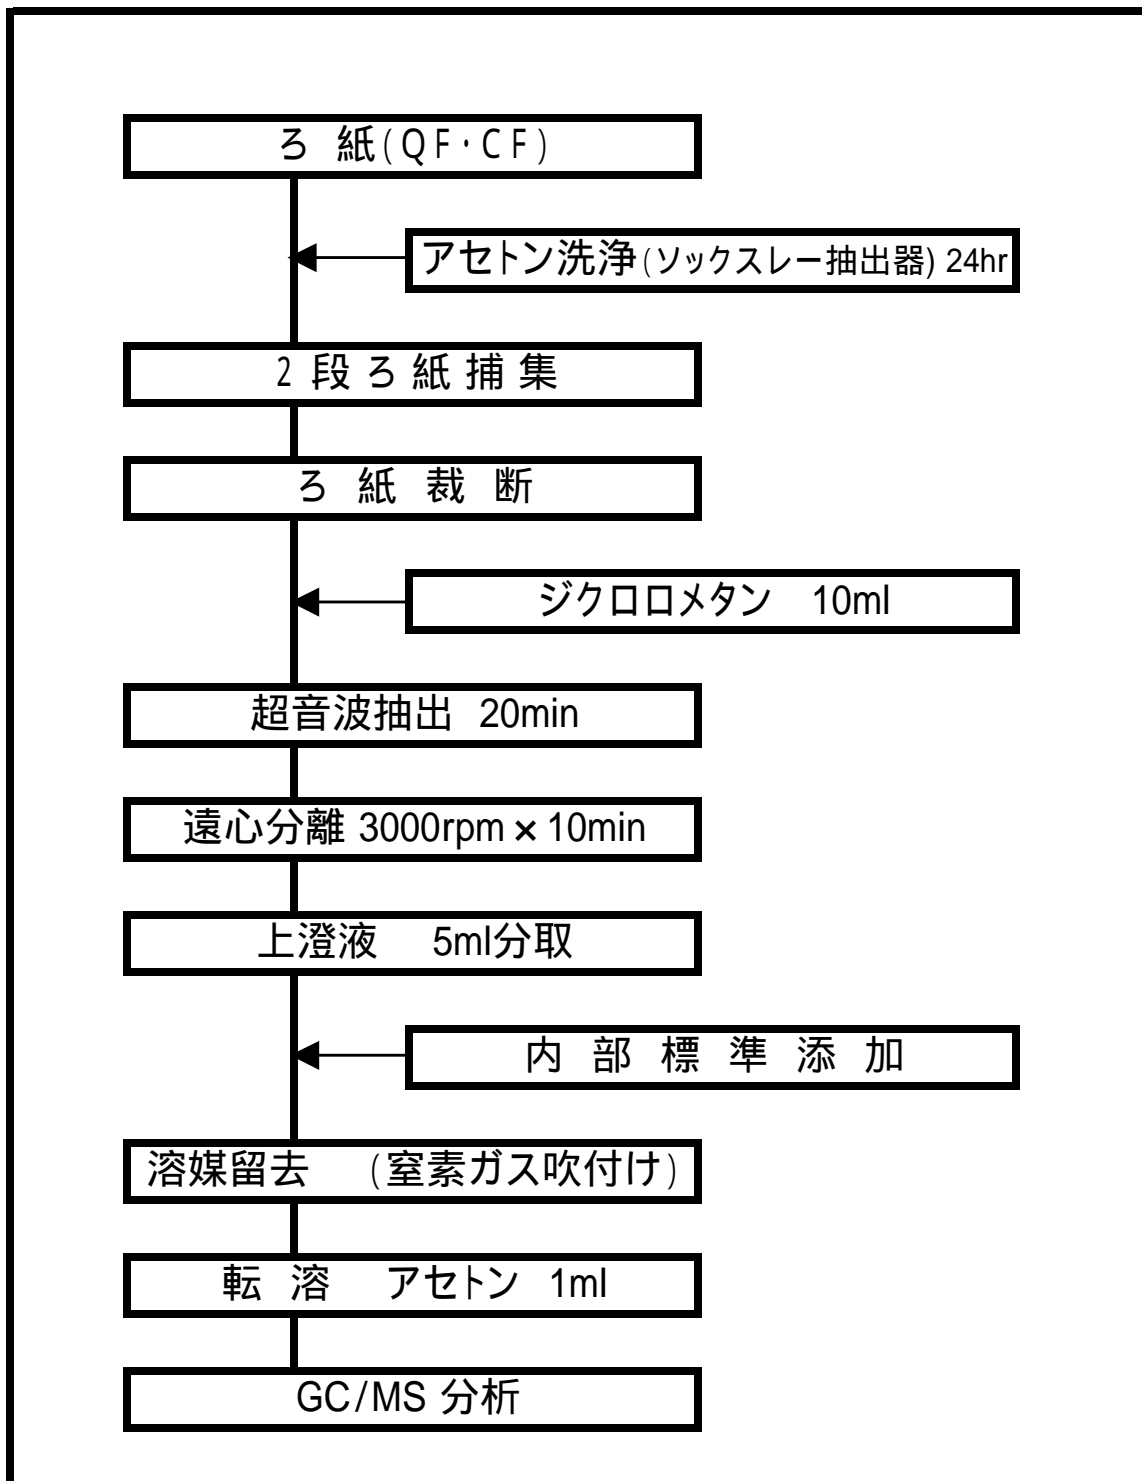 ろ 紙(QF・CF)
アセトン洗浄(ソックスレー抽出器) 24hr
2 段 ろ 紙 捕 集
ろ 紙 裁 断
ジクロロメタン 10ml
超音波抽出 20min
遠心分離 3000rpm × 10min
上澄液 5ml分取
内 部 標 準 添 加
溶媒留去 (窒素ガス吹付け)
転 溶 アセトン 1ml
GC/MS 分析